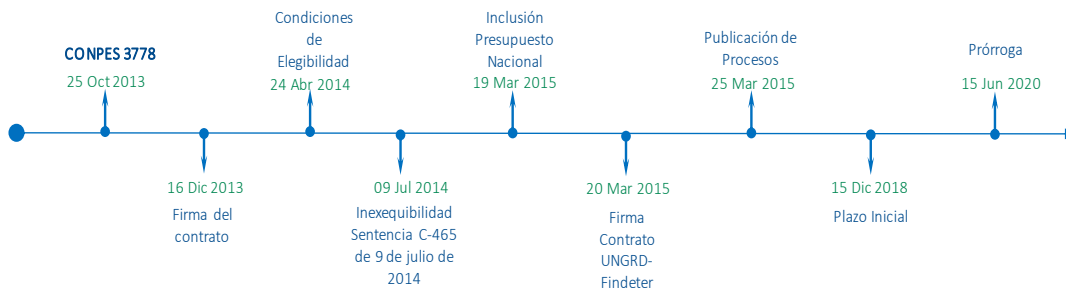 CONPES 3778
25 Oct 2013
16 Dic 2013
Firma del
contrato
Condiciones
de
Elegibilidad
24 Abr 2014
09 Jul 2014
Inexequibilidad
Sentencia C-465
de 9 de julio de
2014
Inclusión
Presupuesto
Nacional
19 Mar 2015
20 Mar 2015
Firma
Contrato
UNGRD-
Findeter
Publicación de
Procesos
25 Mar 2015
15 Dic 2018
Plazo Inicial
Prórroga
15 Jun 2020